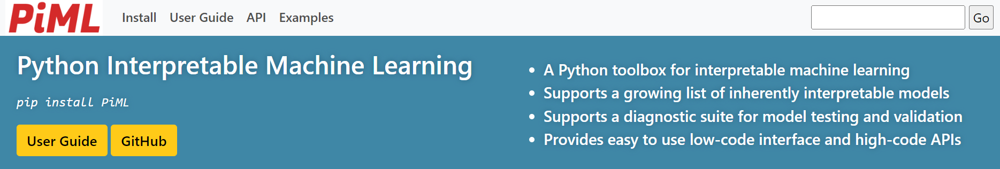 PiML Install User Guide API Examples Go
Python Interpretable Machine Learning
pip install PiML
User Guide GitHub
• A Python toolbox for interpretable machine learning
• Supports a growing list of inherently interpretable models
• Supports a diagnostic suite for model testing and validation
• Provides easy to use low-code interface and high-code APIs